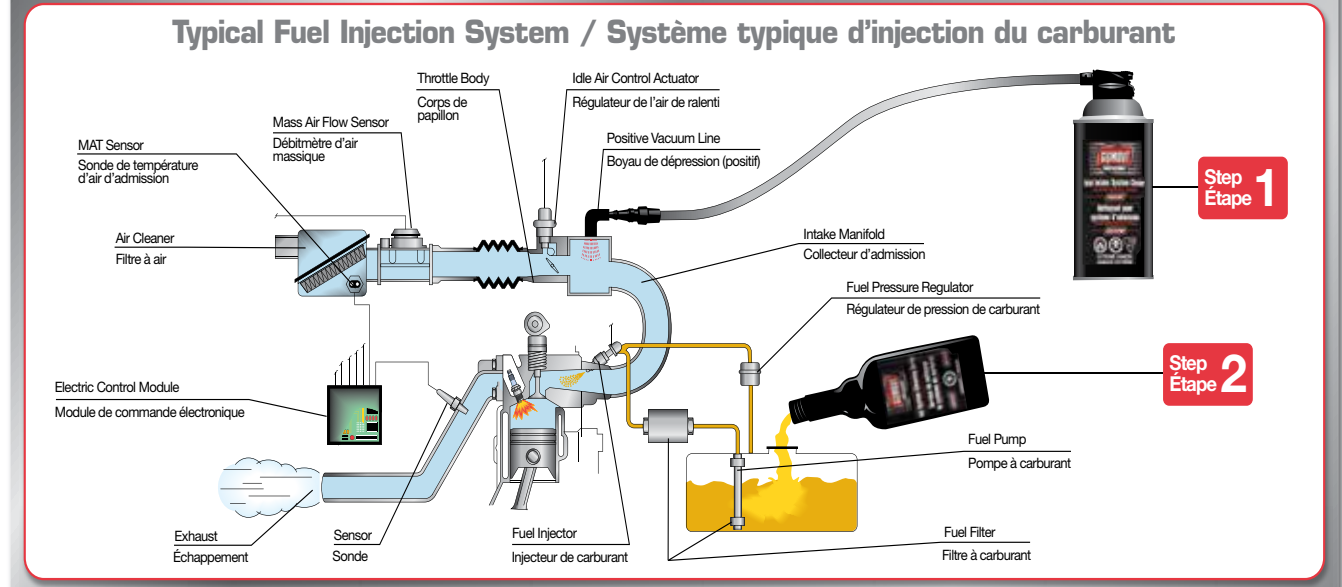 Typical Fuel Injection System / Système typique d'injection du carburant
Throttle Body
Corps de
papillon
Idle Air Control Actuator
Régulateur de l'air de ralenti
Mass Air Flow Sensor
Débitmètre d'air
massique
Positive Vacuum Line
Boyau de dépression (positif)
MAT Sensor
Sonde de température
d'air d'admission
Step
Étape 1
Air Cleaner
Filtre à air
Intake Manifold
Collecteur d'admission
Fuel Pressure Regulator
Régulateur de pression de carburant
Step
Étape 2
Electric Control Module
Module de commande électronique
Fuel Pump
Pompe à carburant
Exhaust
Échappement
Sensor
Sonde
Fuel Injector
Injecteur de carburant
Fuel Filter
Filtre à carburant